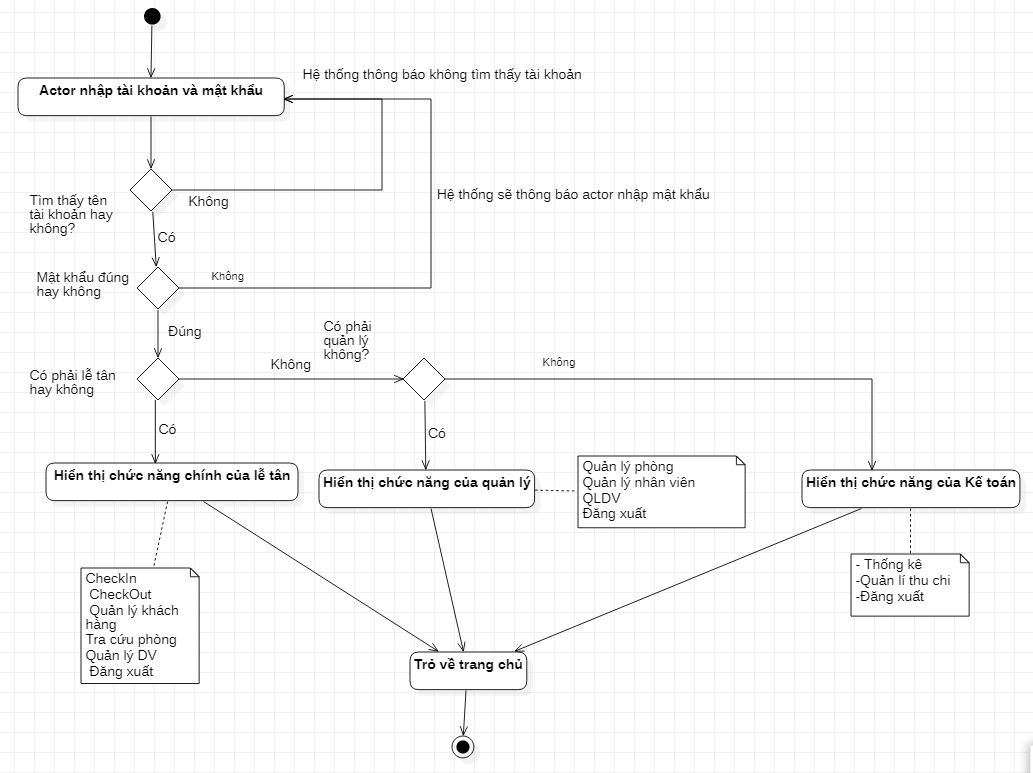 Hệ thống thông báo không tìm thấy tài khoản
Actor nhập tài khoản và mật khẩu
Hệ thống sẽ thông báo actor nhập mật khẩu
Tìm thấy tên
tài khoản hay
không?
Không
Có
Mật khẩu đúng
hay không
Không
Đúng
Có phải
quản lý
không?
Không
Không
Có phải lễ tân
hay không
Có
Có
Hiển thị chức năng chính của lễ tân
Hiển thị chức năng của quản lý
Quản lý phòng
Quản lý nhân viên
QLDV
Đăng xuất
Hiển thị chức năng của Kế toán
- Thống kê
-Quản lí thu chi
-Đăng xuất
CheckIn
CheckOut
Quản lý khách
hàng
Tra cứu phòng
Quản lý DV
Đăng xuất
Trỏ về trang chủ